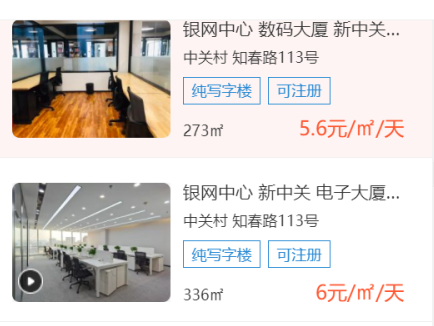 银网中心 数码大厦 新中关...
中关村 知春路113号
纯写字楼 可注册
273㎡ 5.6元/㎡/天
银网中心 新中关 电子大厦...
中关村 知春路113号
纯写字楼 可注册
336㎡ 6元/㎡/天